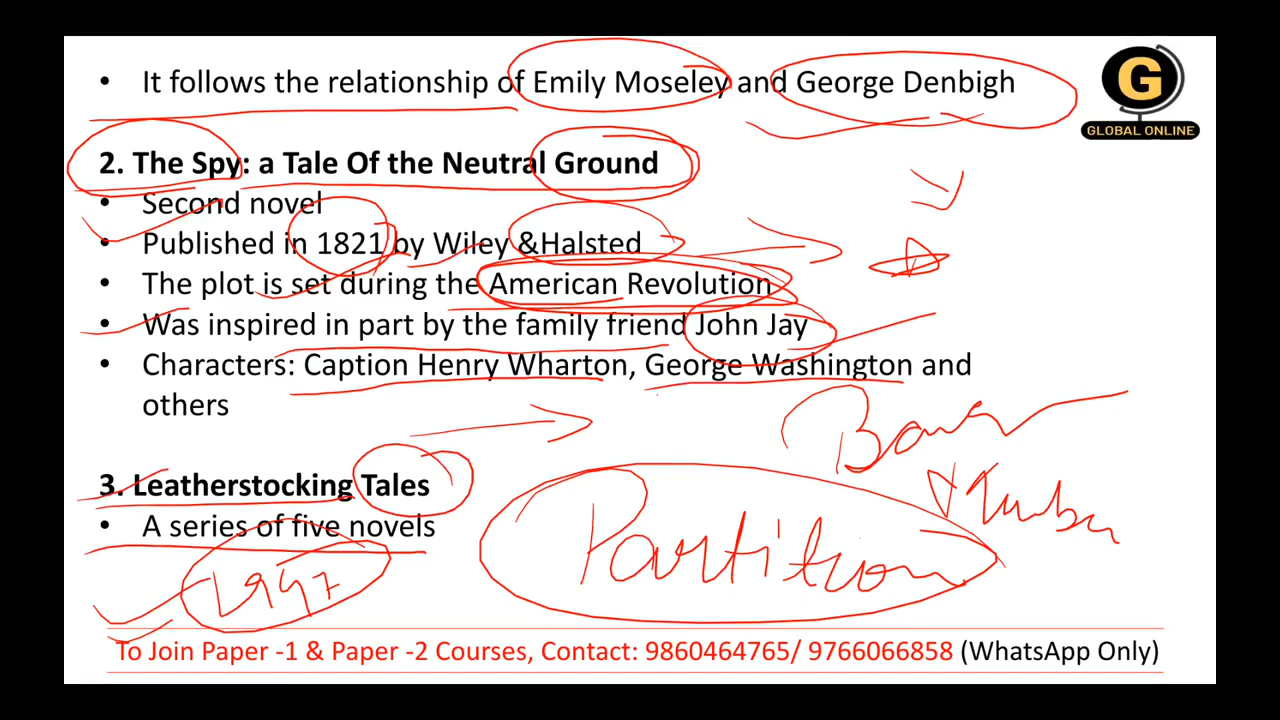 • It follows the relationship of Emily Moseley and George Denbigh
G
GLOBAL ONLINE
2. The Spy: a Tale Of the Neutral Ground
• Second novel
• Published in 1821 by Wiley &Halsted
• The plot is set during the American Revolution
• Was inspired in part by the family friend John Jay
• Characters: Caption Henry Wharton, George Washington and
others
3. Leatherstocking Tales
• A series of five novels
Partition
1947
To Join Paper -1 & Paper -2 Courses, Contact: 9860464765/ 9766066858 (WhatsApp Only)